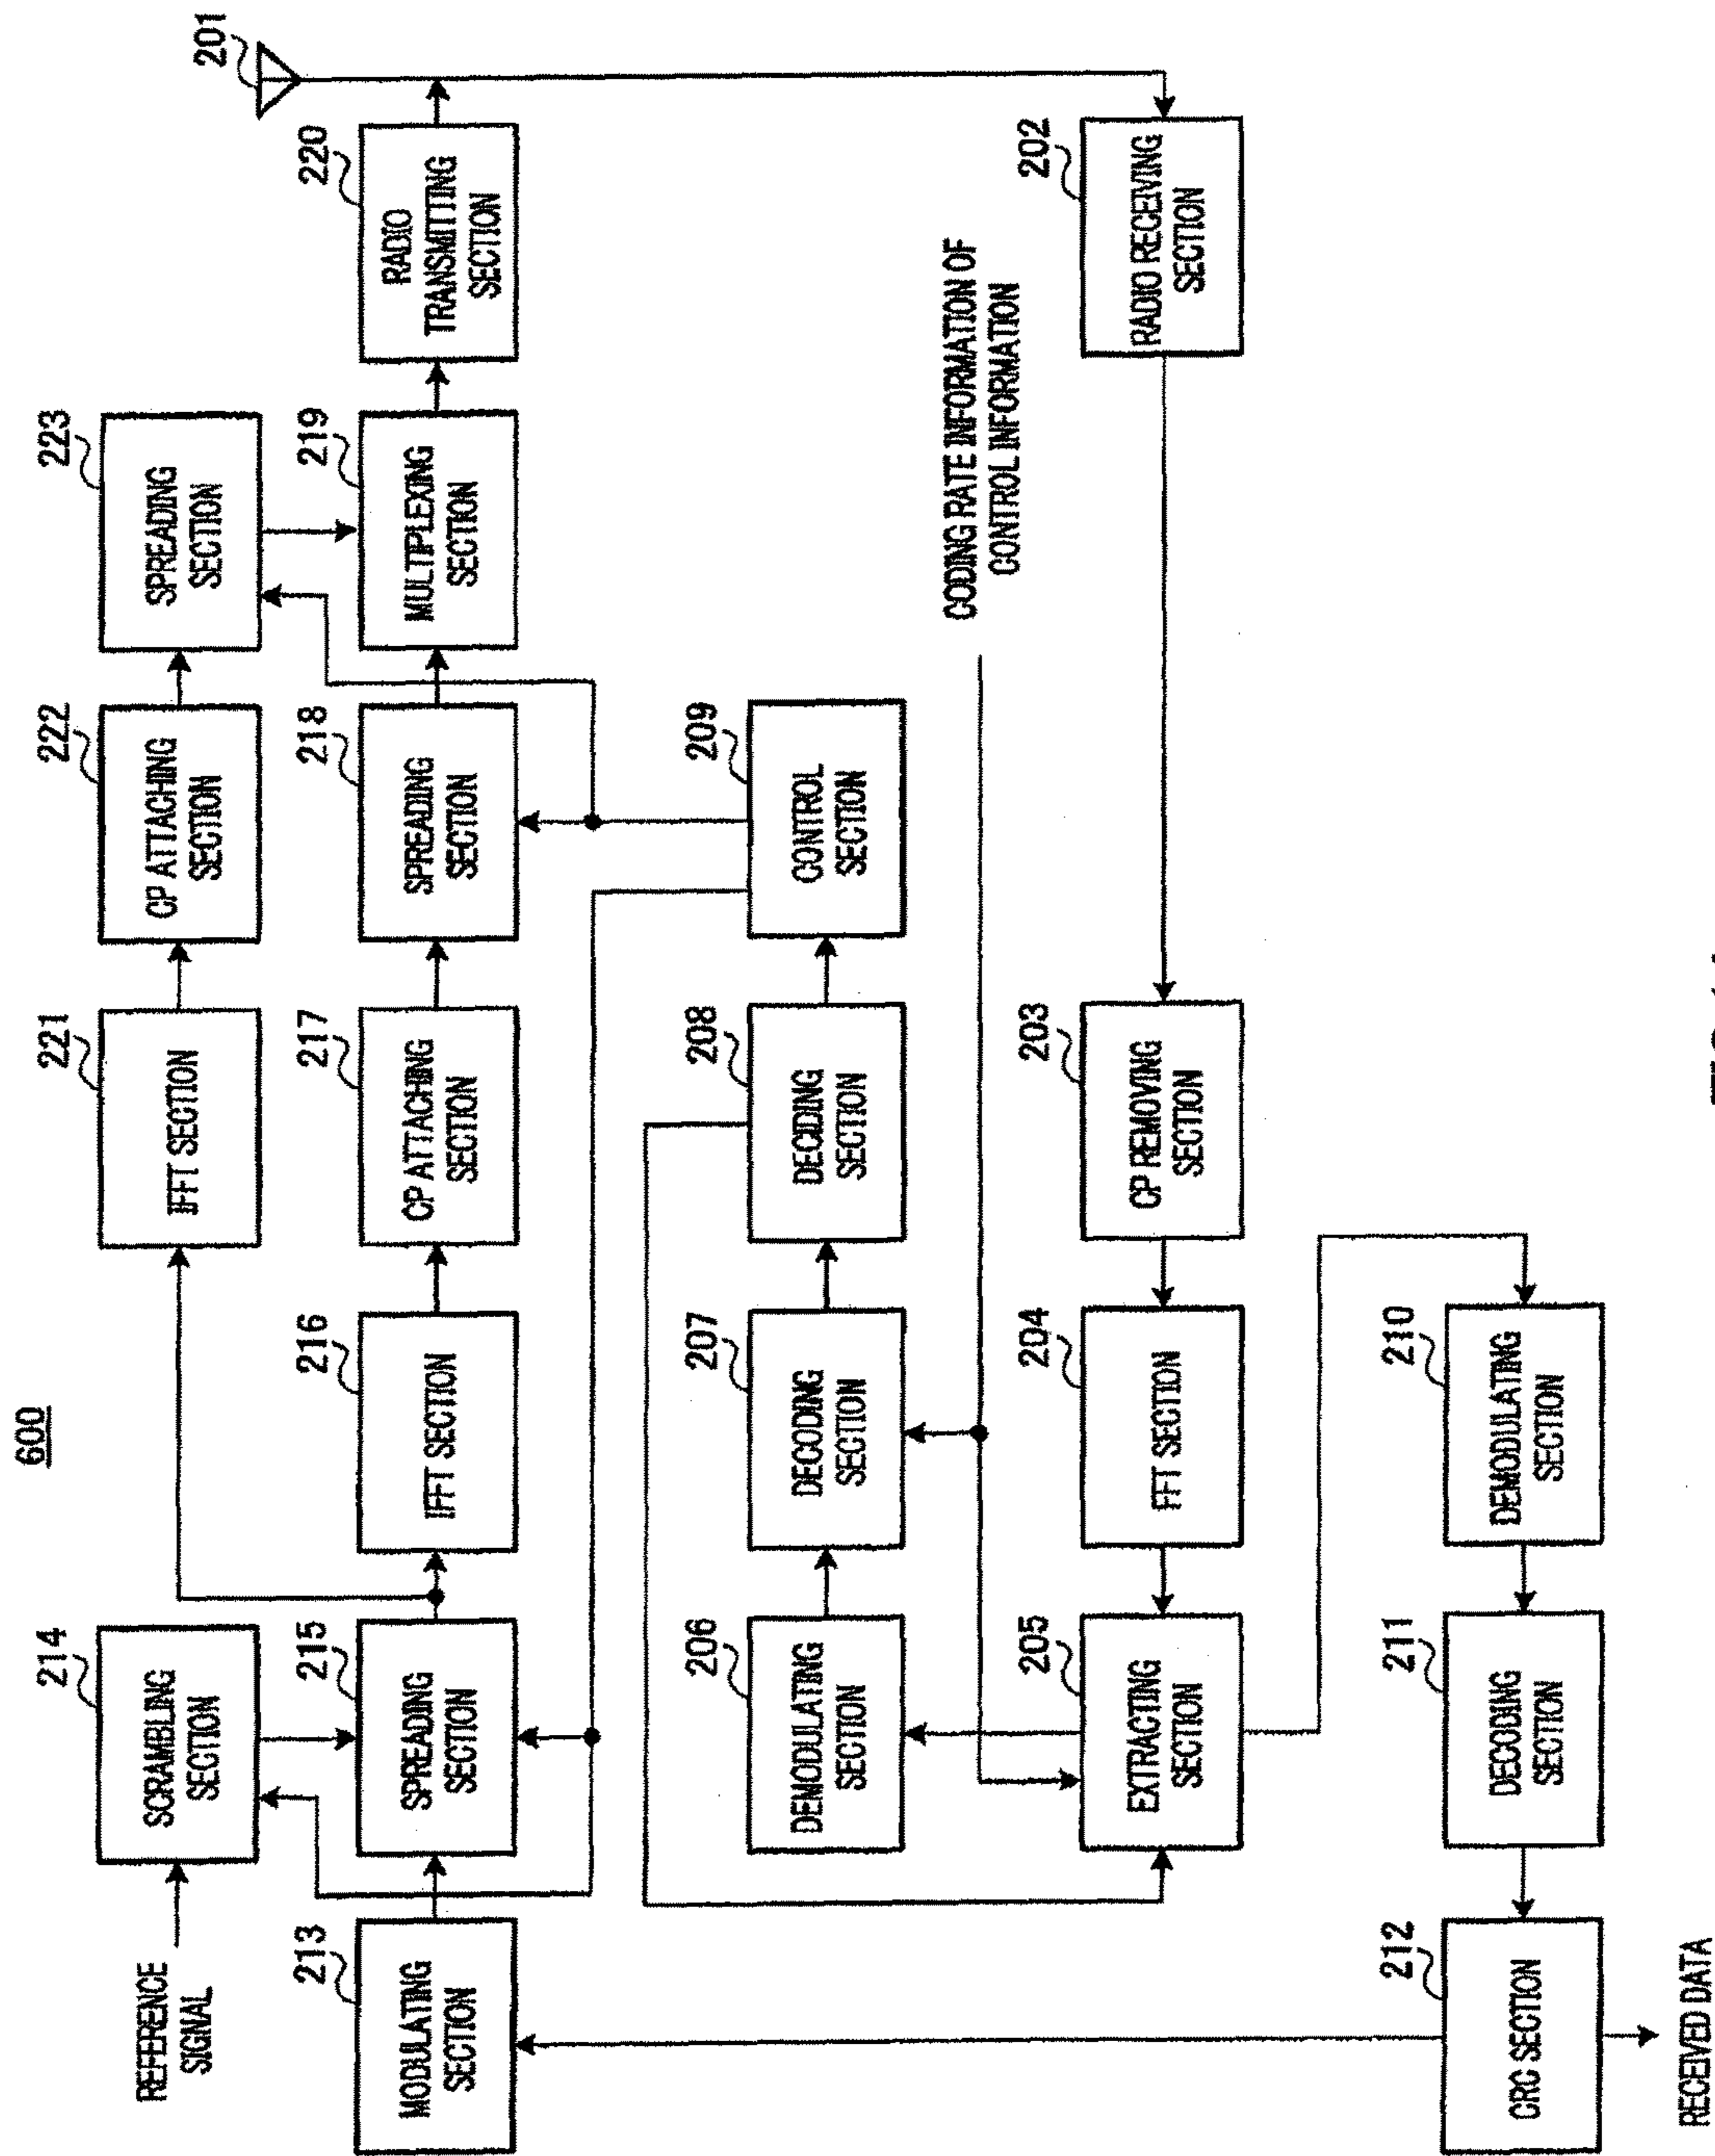 600
REFERENCE
SIGNAL
214
SCRAMBLING
SECTION
221
IFFT SECTION
222
CP ATTACHING
SECTION
223
SPREADING
SECTION
201
213
MODULATING
SECTION
215
SPREADING
SECTION
216
IFFT SECTION
217
CP ATTACHING
SECTION
218
SPREADING
SECTION
219
MULTIPLEXING
SECTION
220
RADIO
TRANSMITTING
SECTION
206
DEMODULATING
SECTION
207
DECODING
SECTION
208
DECIDING
SECTION
209
CONTROL
SECTION
CODING RATE INFORMATION OF
CONTROL INFORMATION
205
EXTRACTING
SECTION
204
FFT SECTION
203
CP REMOVING
SECTION
202
RADIO RECEIVING
SECTION
212
CRC SECTION
211
DECODING
SECTION
210
DEMODULATING
SECTION
RECEIVED DATA